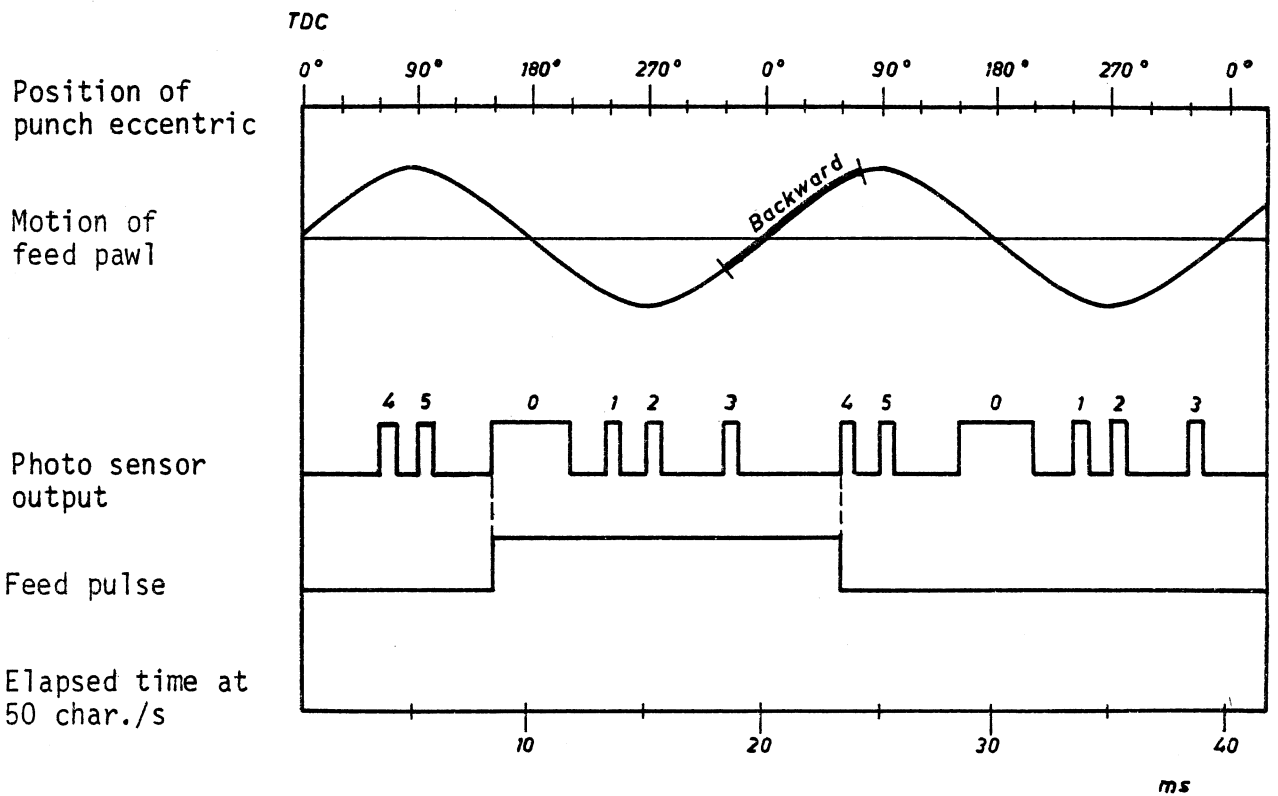 TDC
0° 90° 180° 270° 0° 90° 180° 270° 0°
Position of
punch eccentric
Backward
Motion of
feed pawl
4 5 0 1 2 3 4 5 0 1 2 3
Photo sensor
output
Feed pulse
Elapsed time at
50 char./s
10 20 30 40
ms